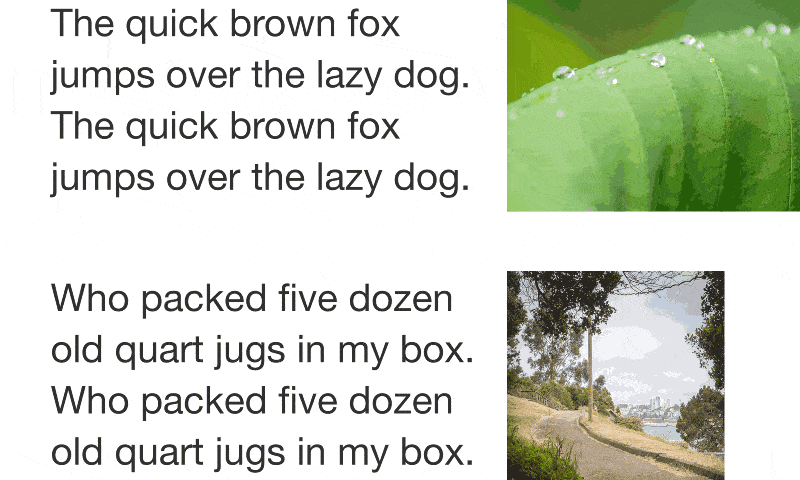 The quick brown fox
jumps over the lazy dog.
The quick brown fox
jumps over the lazy dog.
Who packed five dozen
old quart jugs in my box.
Who packed five dozen
old quart jugs in my box.